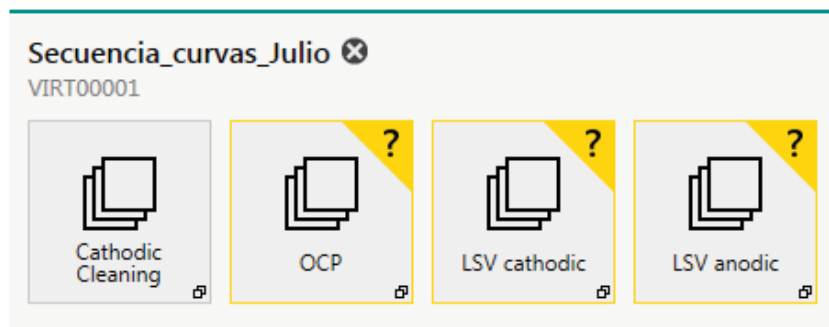 Secuencia_curvas_Julio
VIRT00001
?
?
?
Cathodic
Cleaning
OCP
LSV cathodic
LSV anodic